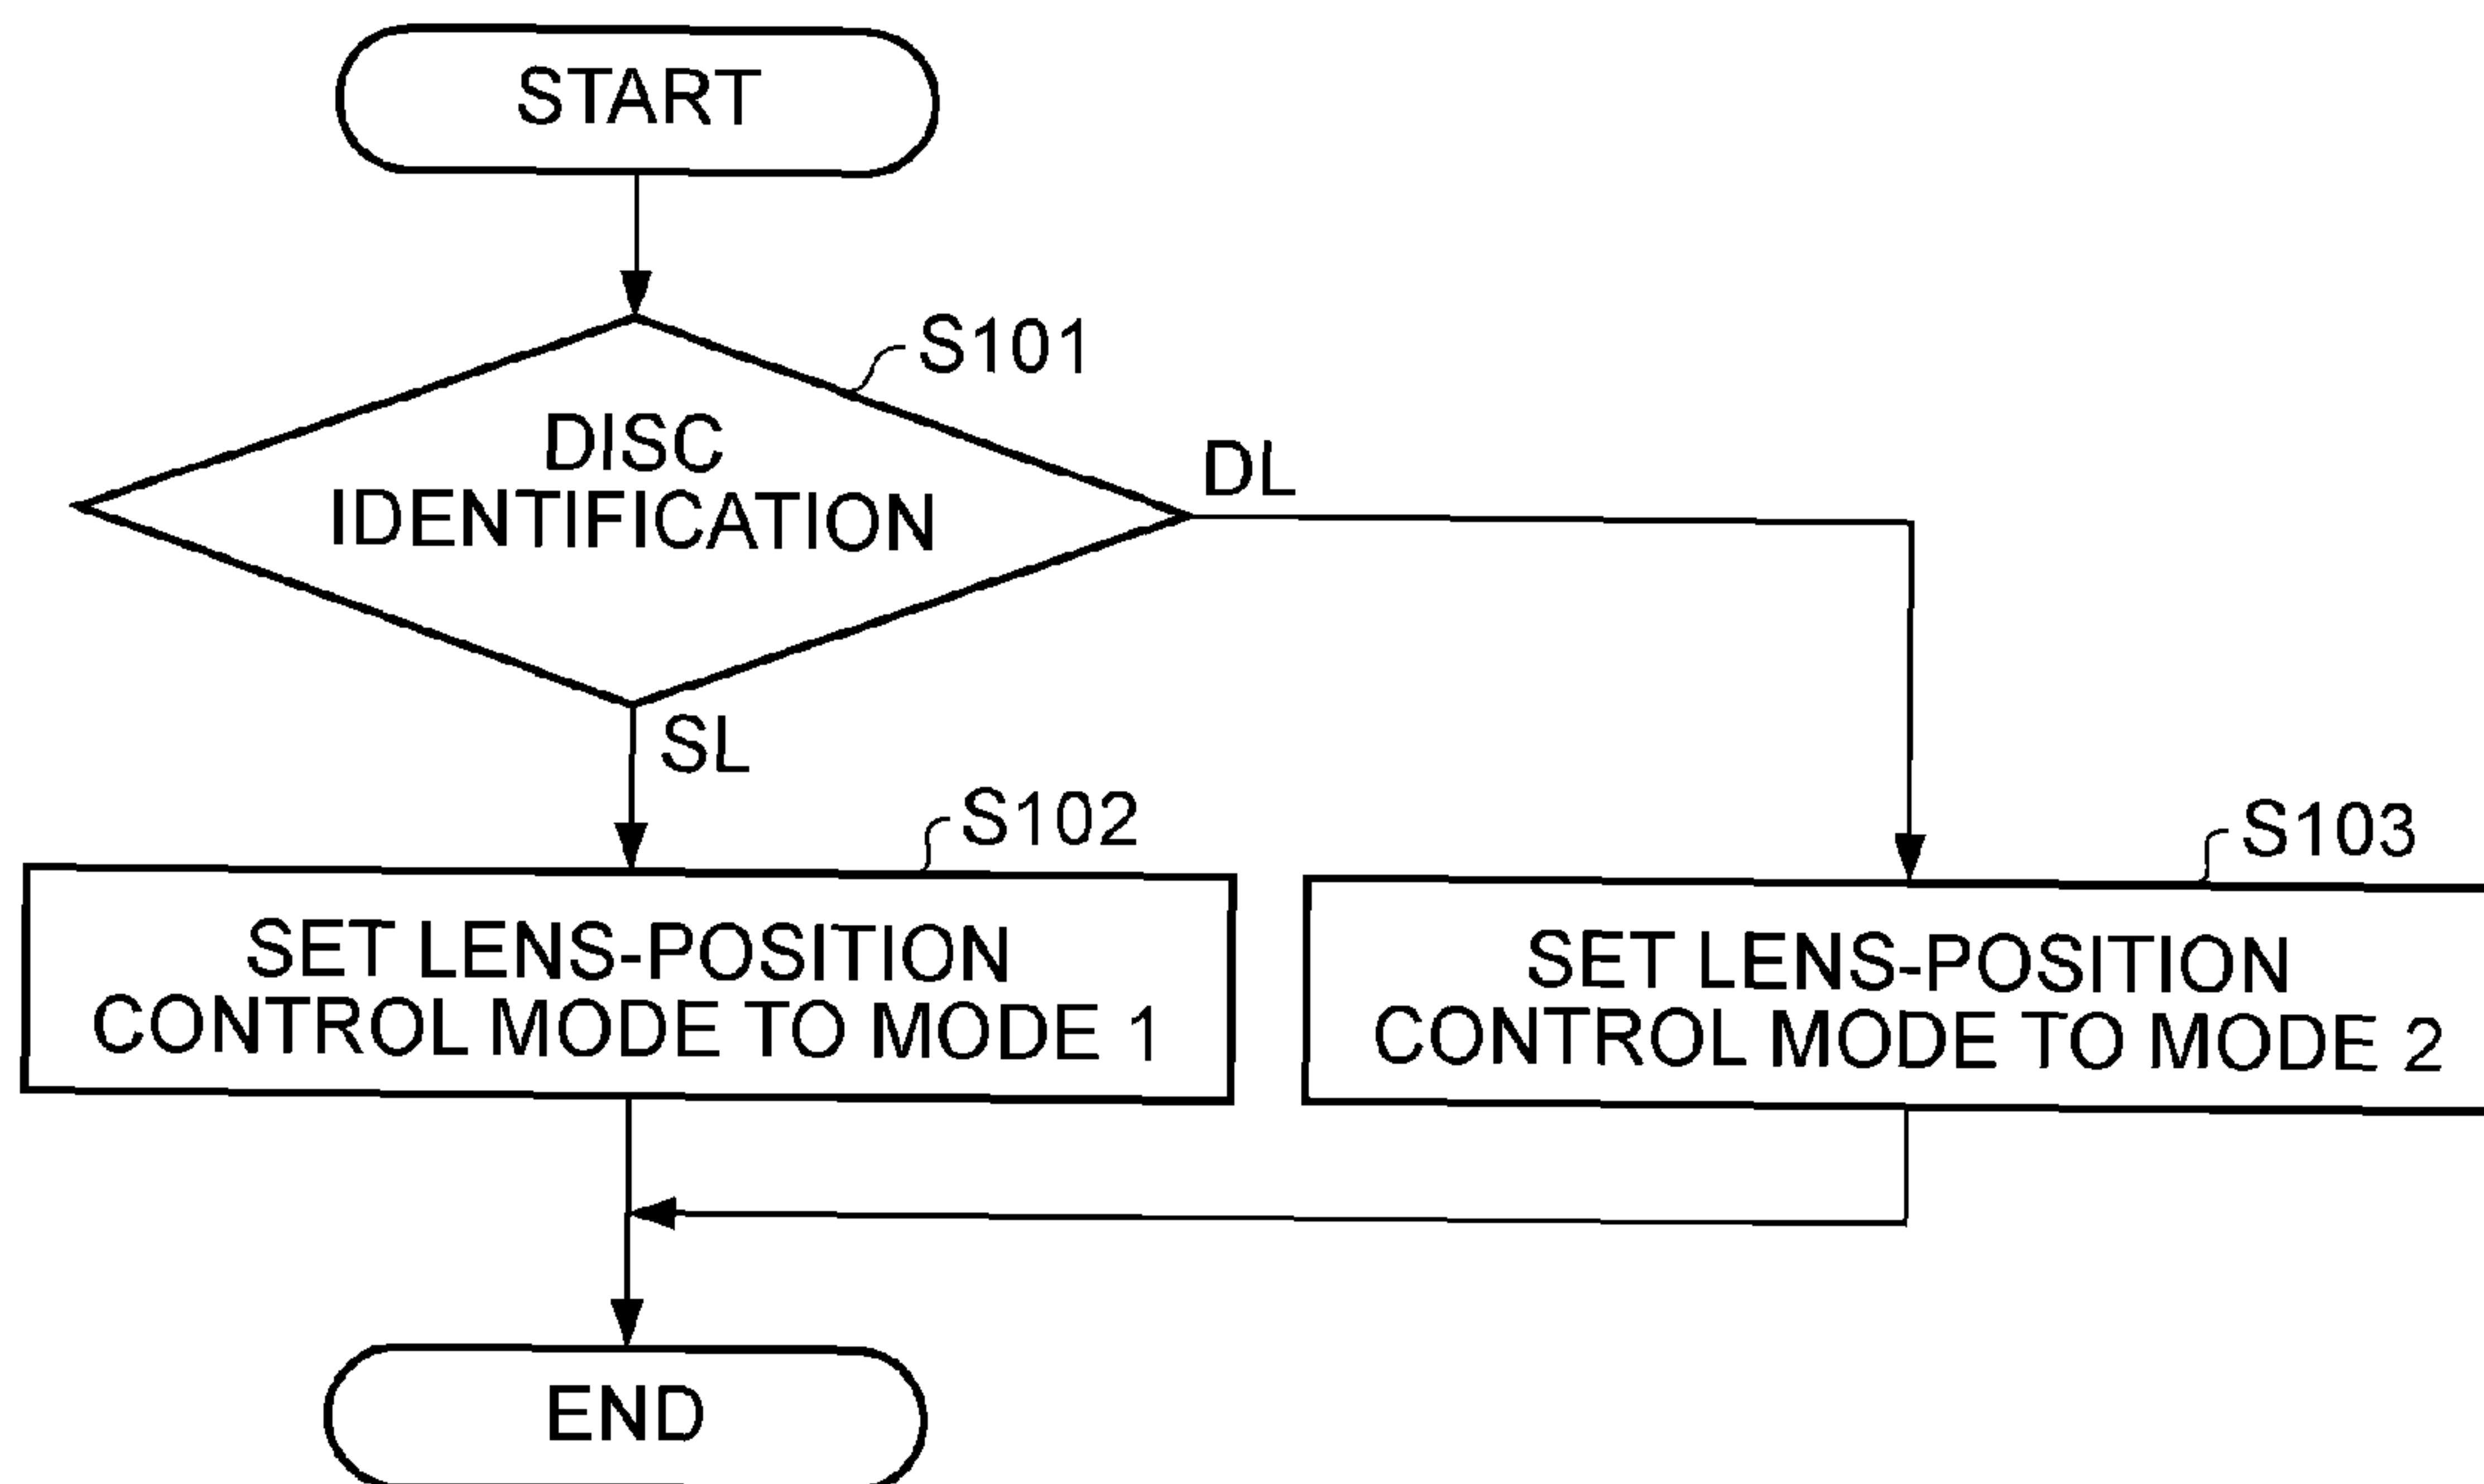 START
S101
DISC
IDENTIFICATION
DL
SL
S102
SET LENS-POSITION
CONTROL MODE TO MODE 1
S103
SET LENS-POSITION
CONTROL MODE TO MODE 2
END